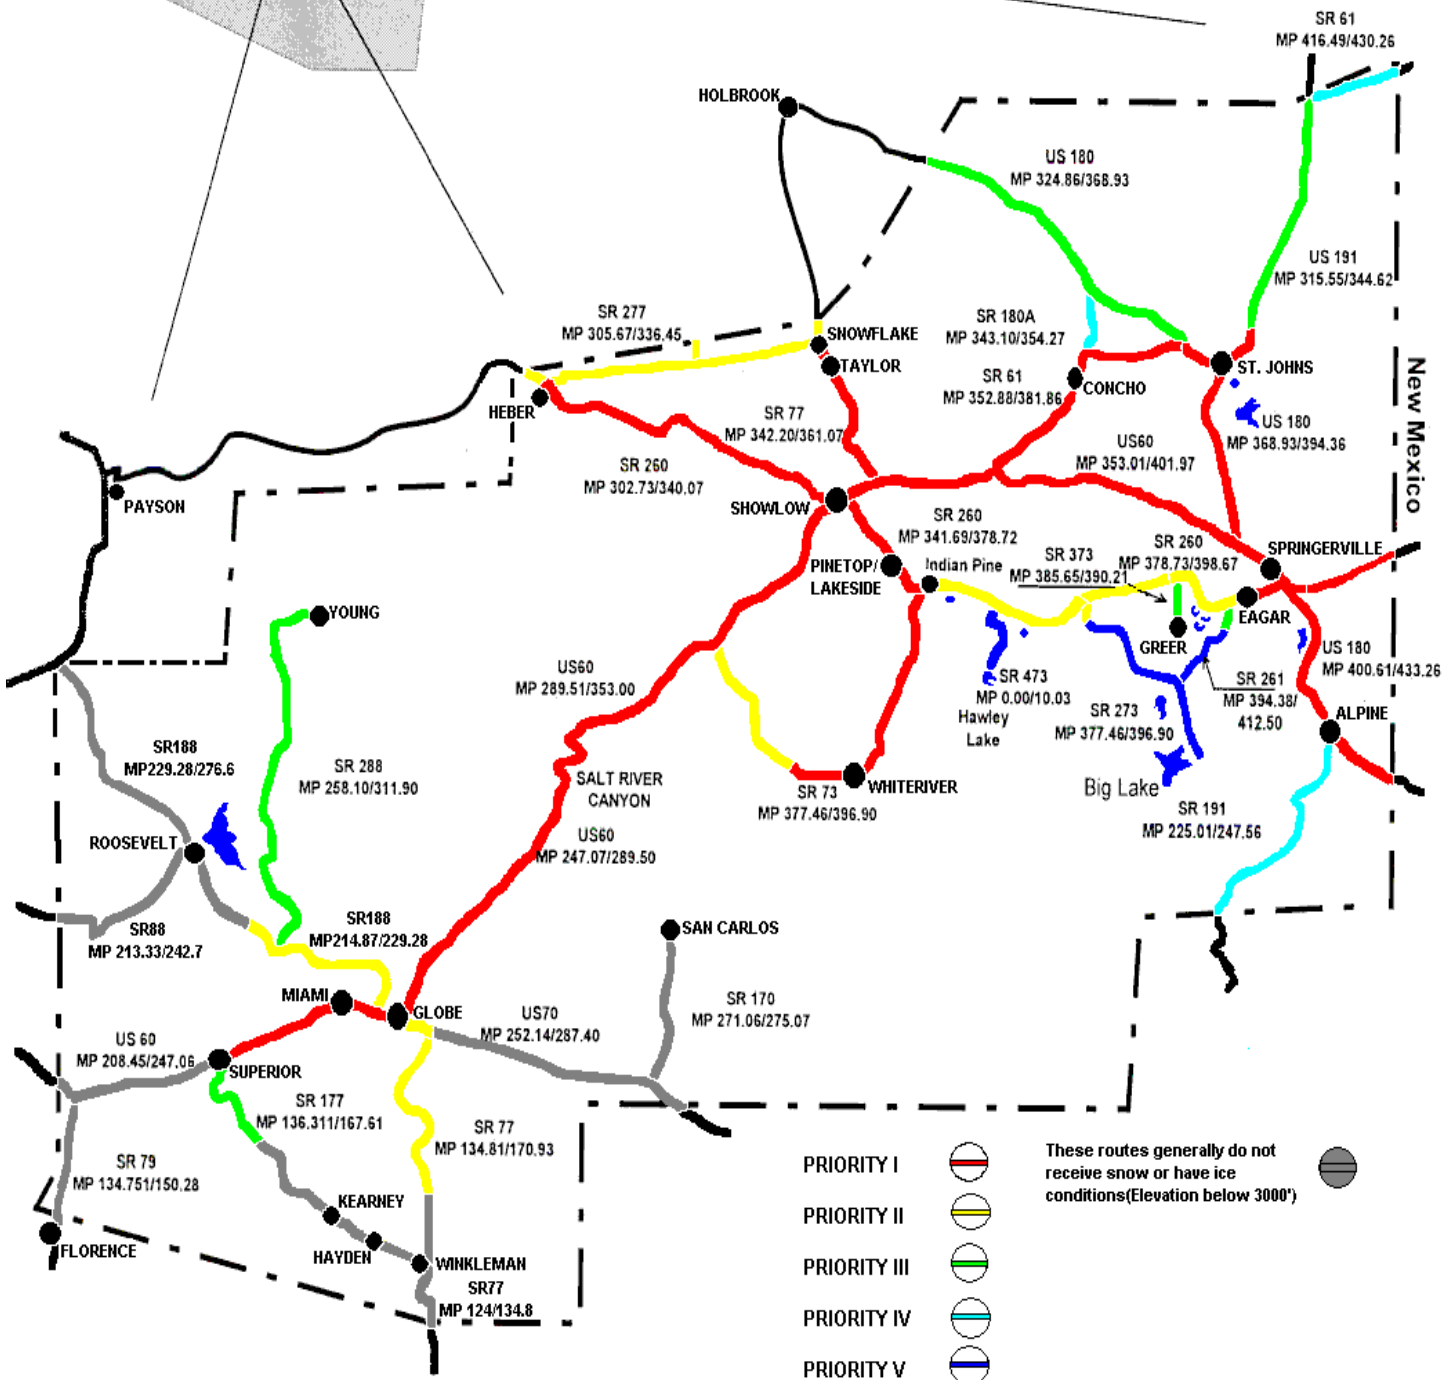 SR 61
MP 416.49/430.26
HOLBROOK
US 180
MP 324.86/368.93
US 191
MP 315.55/344.62
SR 277
MP 305.67/336.45
SNOWFLAKE
TAYLOR
SR 180A
MP 343.10/354.27
ST. JOHNS
New Mexico
HEBER
SR 61
MP 352.88/381.86
CONCHO
SR 77
MP 342.20/361.07
US 180
MP 368.93/394.36
US60
MP 353.01/401.97
SR 260
MP 302.73/340.07
PAYSON
SHOWLOW
SR 260
MP 341.69/378.72
SR 373
MP 385.65/390.21
SR 260
MP 378.73/398.67
SPRINGERVILLE
PINETOP/
LAKESIDE
Indian Pine
EAGAR
YOUNG
GREER
US60
MP 289.51/353.00
SR 473
MP 0.00/10.03
Hawley
Lake
SR 261
MP 394.38/
412.50
US 180
MP 400.61/433.26
SR 273
MP 377.46/396.90
ALPINE
SR188
MP229.28/276.6
SR 288
MP 258.10/311.90
SALT RIVER
CANYON
WHITERIVER
SR 73
MP 377.46/396.90
Big Lake
SR 191
MP 225.01/247.56
ROOSEVELT
US60
MP 247.07/289.50
SR88
MP 213.33/242.7
SR188
MP214.87/229.28
SAN CARLOS
MIAMI
GLOBE
US70
MP 252.14/287.40
SR 170
MP 271.06/275.07
US 60
MP 208.45/247.06
SUPERIOR
SR 177
MP 136.311/167.61
SR 77
MP 134.81/170.93
SR 79
MP 134.751/150.28
KEARNEY
FLORENCE
HAYDEN
WINKLEMAN
SR77
MP 124/134.8
PRIORITY I
PRIORITY II
PRIORITY III
PRIORITY IV
PRIORITY V
These routes generally do not
receive snow or have ice
conditions(Elevation below 3000')